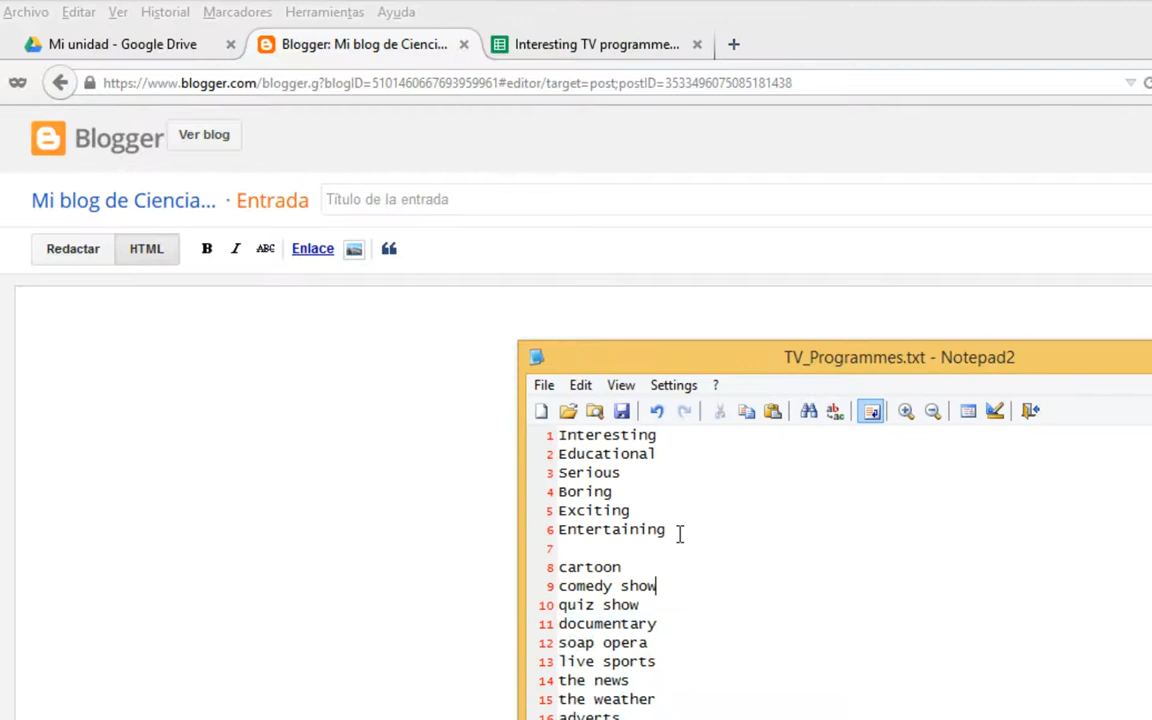 Archivo Editar Ver Historial Marcadores Herramientas Ayuda
Mi unidad - Google Drive Blogger: Mi blog de Cienci... Interesting TV programme...
https://www.blogger.com/blogger.g?blogID=5101460667693959961#editor/target=post;postID=3533496075085181438
Blogger Ver blog
Mi blog de Ciencia... · Entrada Título de la entrada
Redactar HTML B I ABC Enlace
TV_Programmes.txt - Notepad2
File Edit View Settings ?
1 Interesting
2 Educational
3 Serious
4 Boring
5 Exciting
6 Entertaining
7
8 cartoon
9 comedy show
10 quiz show
11 documentary
12 soap opera
13 live sports
14 the news
15 the weather
16 adverts